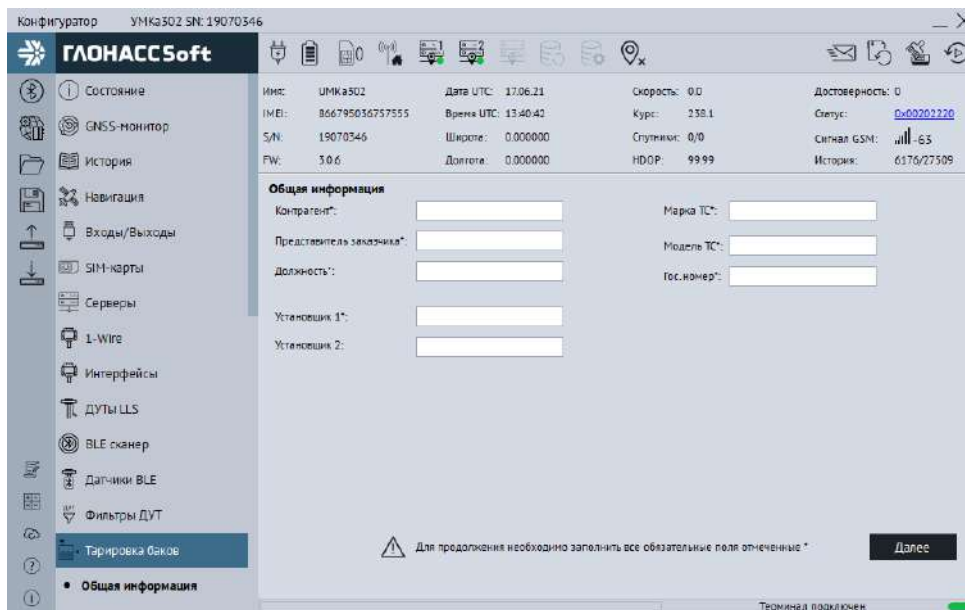 Конфигуратор УМКа302 SN: 19070346
ГЛОНАССSoft
Состояние
GNSS-монитор
История
Навигация
Входы/Выходы
SIM-карты
Серверы
1-Wire
Интерфейсы
ДУТы LLS
BLE сканер
Датчики BLE
Фильтры ДУТ
Тарировка баков
Общая информация
Имя: UMKa302 Дата UTC: 17.06.21 Скорость: 0.0 Достоверность: 0
IMEI: 866795036757555 Время UTC: 13:40:42 Курс: 238.1 Статус: 0x00202220
S/N: 19070346 Широта: 0.000000 Спутники: 0/0 Сигнал GSM: -63
FW: 3.0.6 Долгота: 0.000000 HDOP: 99.99 История: 6176/27509
Общая информация
Контрагент*: Марка ТС*:
Представитель заказчика*: Модель ТС*:
Должность*: Гос.номер*:
Установщик 1*:
Установщик 2:
Для продолжения необходимо заполнить все обязательные поля отмеченные *
Далее
Терминал подключен